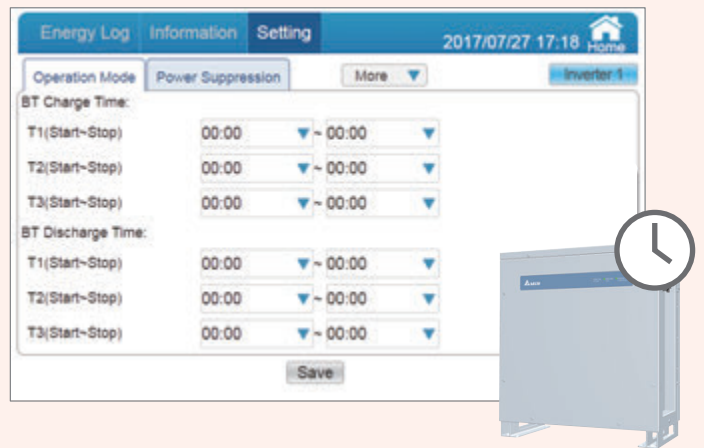 Energy Log Information Setting 2017/07/27 17:18 Home
Operation Mode Power Suppression More Inverter 1
BT Charge Time:
T1(Start~Stop) 00:00 ~ 00:00
T2(Start~Stop) 00:00 ~ 00:00
T3(Start~Stop) 00:00 ~ 00:00
BT Discharge Time:
T1(Start~Stop) 00:00 ~ 00:00
T2(Start~Stop) 00:00 ~ 00:00
T3(Start~Stop) 00:00 ~ 00:00
Save